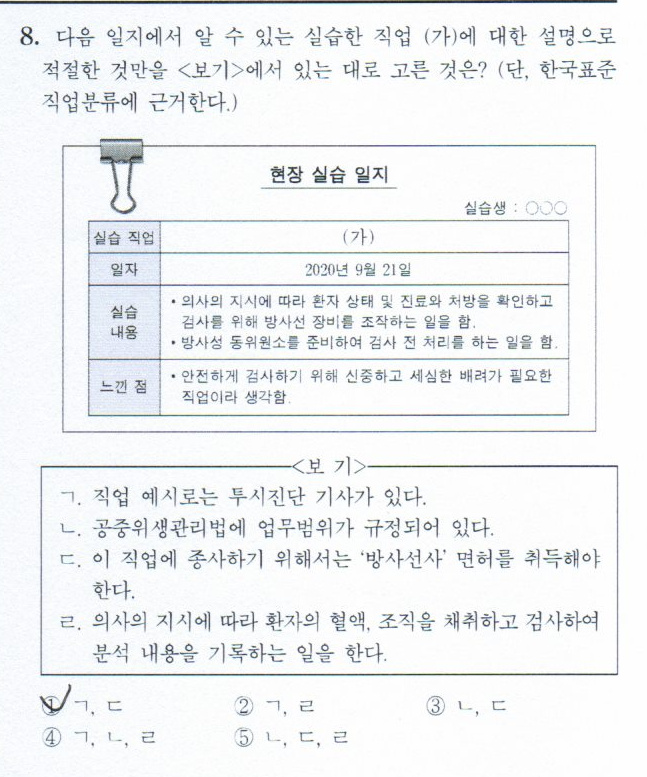 8. 다음 일지에서 알 수 있는 실습한 직업 (가)에 대한 설명으로
적절한 것만을 <보기>에서 있는 대로 고른 것은? (단, 한국표준
직업분류에 근거한다.)
현장 실습 일지
실습생 : ○○○
실습 직업
(가)
일자
2020년 9월 21일
실습
내용
• 의사의 지시에 따라 환자 상태 및 진료와 처방을 확인하고
검사를 위해 방사선 장비를 조작하는 일을 함.
• 방사성 동위원소를 준비하여 검사 전 처리를 하는 일을 함.
느낀 점
• 안전하게 검사하기 위해 신중하고 세심한 배려가 필요한
직업이라 생각함.
<보 기>
ㄱ. 직업 예시로는 투시진단 기사가 있다.
ㄴ. 공중위생관리법에 업무범위가 규정되어 있다.
ㄷ. 이 직업에 종사하기 위해서는 ‘방사선사’ 면허를 취득해야
한다.
ㄹ. 의사의 지시에 따라 환자의 혈액, 조직을 채취하고 검사하여
분석 내용을 기록하는 일을 한다.
① ㄱ, ㄷ ② ㄱ, ㄹ ③ ㄴ, ㄷ
④ ㄱ, ㄴ, ㄹ ⑤ ㄴ, ㄷ, ㄹ